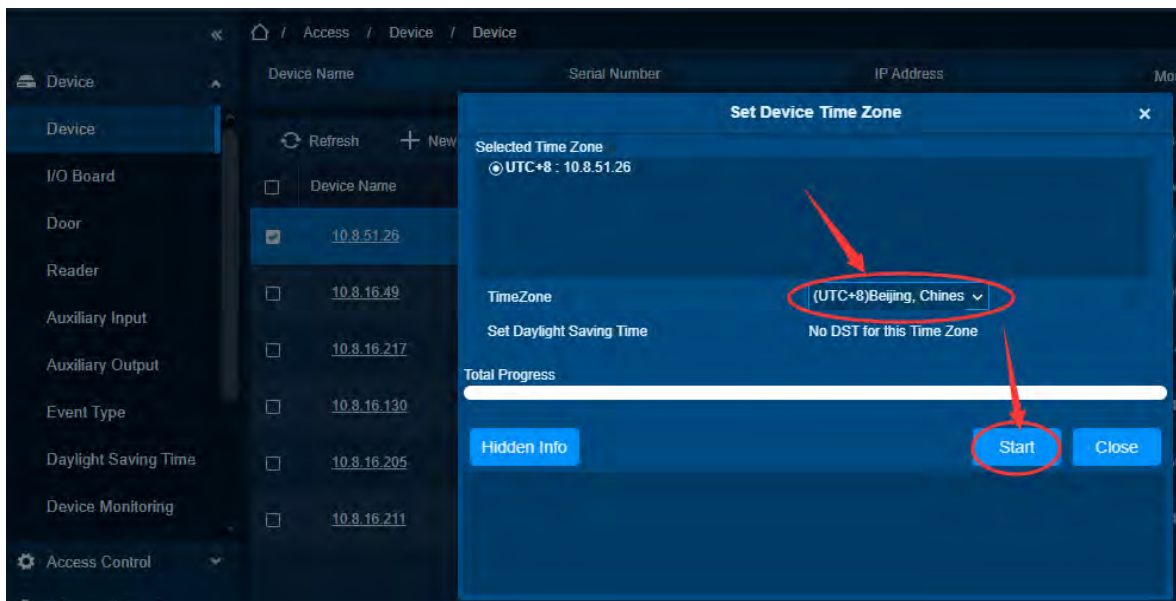 « / Access / Device / Device
Device
Device
I/O Board
Door
Reader
Auxiliary Input
Auxiliary Output
Event Type
Daylight Saving Time
Device Monitoring
Access Control
Device Name Serial Number IP Address
Refresh New
Device Name
10.8.51.26
10.8.16.49
10.8.16.217
10.8.16.130
10.8.16.205
10.8.16.211
Set Device Time Zone ×
Selected Time Zone
UTC+8 : 10.8.51.26
TimeZone (UTC+8)Beijing, Chines
Set Daylight Saving Time No DST for this Time Zone
Total Progress
Hidden Info Start Close